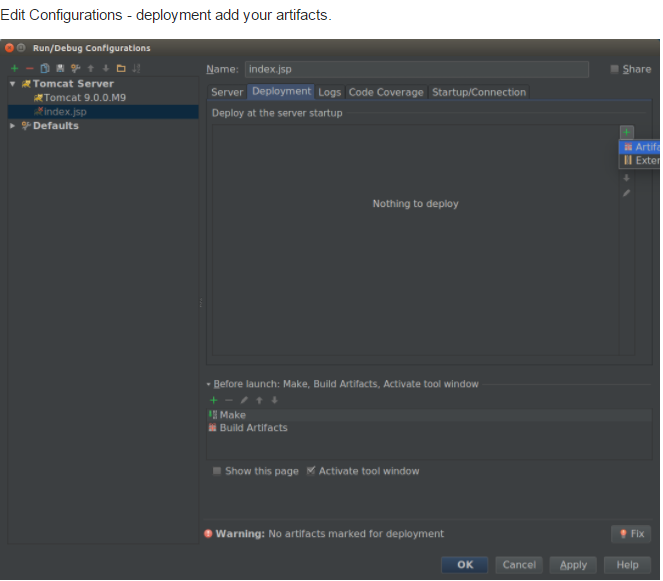 Edit Configurations - deployment add your artifacts.
Run/Debug Configurations
Name: index.jsp
Share
Tomcat Server
Tomcat 9.0.0.M9
index.jsp
Defaults
Server Deployment Logs Code Coverage Startup/Connection
Deploy at the server startup
Artifa
Exter
Nothing to deploy
Before launch: Make, Build Artifacts, Activate tool window
Make
Build Artifacts
Show this page Activate tool window
Warning: No artifacts marked for deployment
Fix
OK Cancel Apply Help